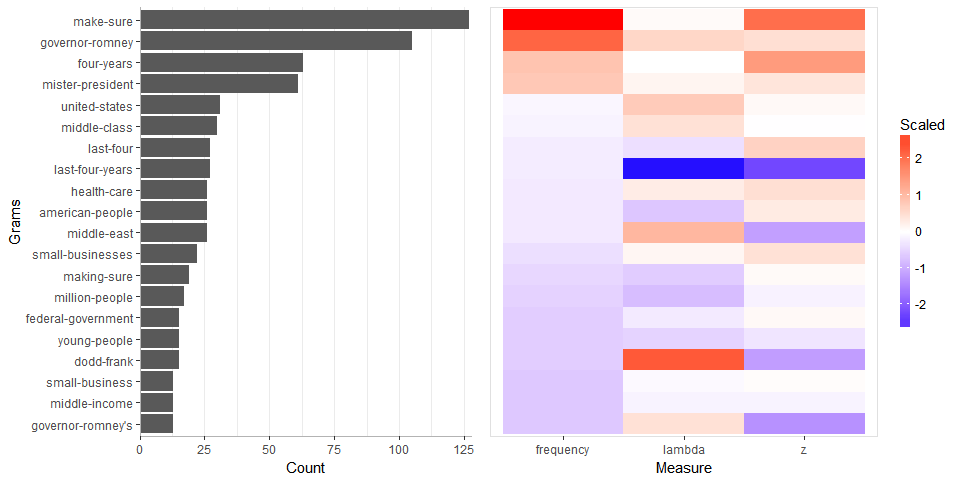 make-sure
governor-romney
four-years
mister-president
united-states
middle-class
last-four
last-four-years
health-care
american-people
middle-east
small-businesses
making-sure
million-people
federal-government
young-people
dodd-frank
small-business
middle-income
governor-romney's
Grams
0 25 50 75 100 125
Count
frequency lambda z
Measure
Scaled
2
1
0
-1
-2